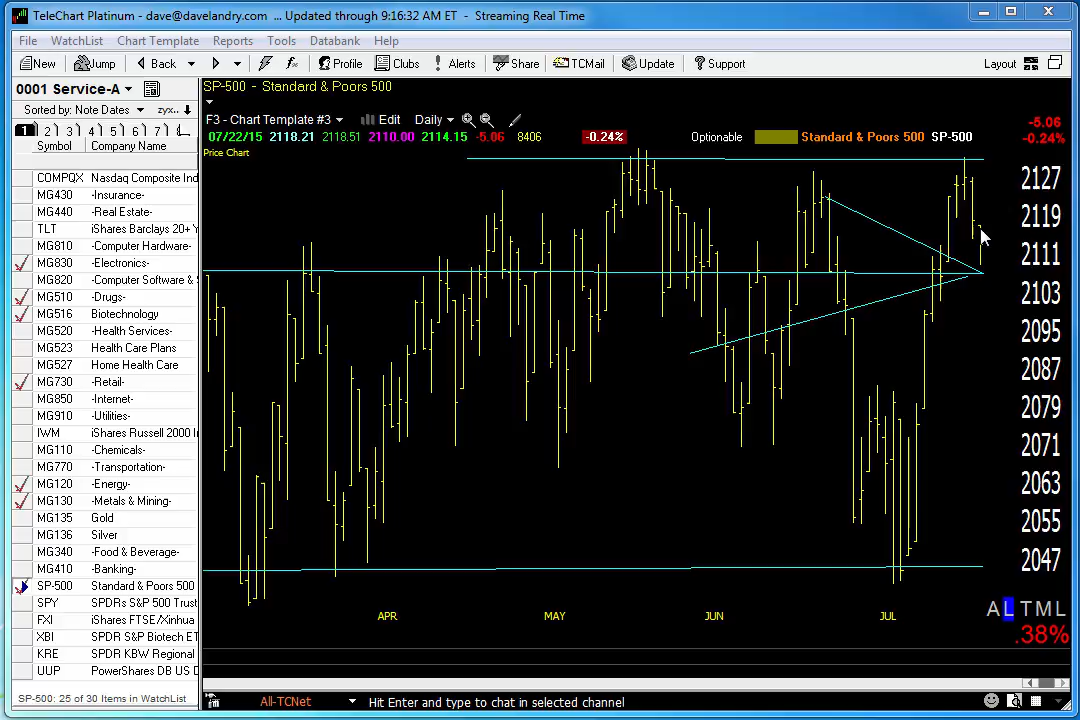 TeleChart Platinum - dave@davelandry.com ... Updated through 9:16:32 AM ET - Streaming Real Time
File WatchList Chart Template Reports Tools Databank Help
New Jump Back Profile Clubs Alerts Share TCMail Update Support Layout
0001 Service-A
Sorted by: Note Dates zyx..
1 2 3 4 5 6 7
Symbol Company Name
COMPQX Nasdaq Composite Ind
MG430 -Insurance-
MG440 -Real Estate-
TLT iShares Barclays 20+ Y
MG810 -Computer Hardware-
MG830 -Electronics-
MG820 -Computer Software &
MG510 -Drugs-
MG516 Biotechnology
MG520 -Health Services-
MG523 Health Care Plans
MG527 Home Health Care
MG730 -Retail-
MG850 -Internet-
MG910 -Utilities-
IWM iShares Russell 2000 In
MG110 -Chemicals-
MG770 -Transportation-
MG120 -Energy-
MG130 -Metals & Mining-
MG135 Gold
MG136 Silver
MG340 -Food & Beverage-
MG410 -Banking-
SP-500 Standard & Poors 500
SPY SPDRs S&P 500 Trust
FXI iShares FTSE/Xinhua
XBI SPDR S&P Biotech ET
KRE SPDR KBW Regional
UUP PowerShares DB US D
SP-500: 25 of 30 Items in WatchList
SP-500 - Standard & Poors 500
F3 - Chart Template #3 Edit Daily
07/22/15 2118.21 2118.51 2110.00 2114.15 -5.06 8406 -0.24% Optionable Standard & Poors 500 SP-500
-5.06
-0.24%
Price Chart
2127
2119
2111
2103
2095
2087
2079
2071
2063
2055
2047
APR MAY JUN JUL
A L T M L
.38%
All-TCNet Hit Enter and type to chat in selected channel